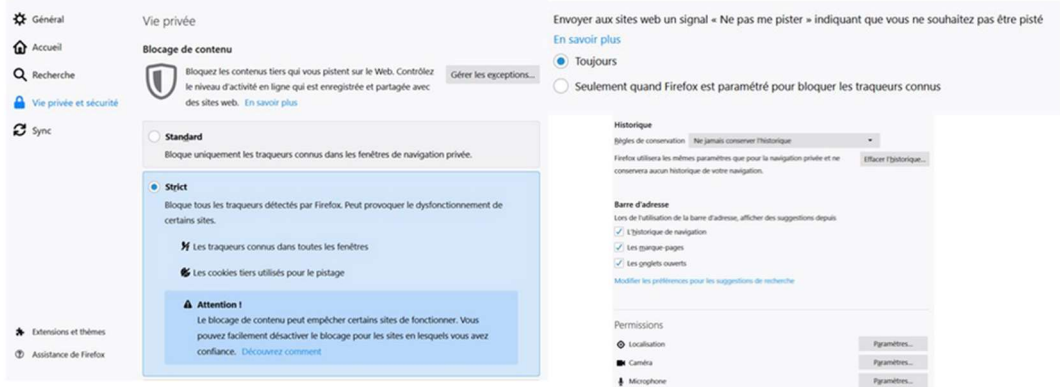 Général
Accueil
Recherche
Vie privée et sécurité
Sync
Extensions et thèmes
Assistance de Firefox
Vie privée
Blocage de contenu
Bloquez les contenus tiers qui vous pistent sur le Web. Contrôlez
le niveau d'activité en ligne qui est enregistrée et partagée avec
des sites web. En savoir plus
Gérer les exceptions...
Standard
Bloque uniquement les traqueurs connus dans les fenêtres de navigation privée.
Strict
Bloque tous les traqueurs détectés par Firefox. Peut provoquer le dysfonctionnement de
certains sites.
Les traqueurs connus dans toutes les fenêtres
Les cookies tiers utilisés pour le pistage
Attention !
Le blocage de contenu peut empêcher certains sites de fonctionner. Vous
pouvez facilement désactiver le blocage pour les sites en lesquels vous avez
confiance. Découvrez comment
Envoyer aux sites web un signal « Ne pas me pister » indiquant que vous ne souhaitez pas être pisté
En savoir plus
Toujours
Seulement quand Firefox est paramétré pour bloquer les traqueurs connus
Historique
Règles de conservation Ne jamais conserver l'historique
Firefox utilisera les mêmes paramètres que pour la navigation privée et ne
conservera aucun historique de votre navigation.
Effacer l'historique...
Barre d'adresse
Lors de l'utilisation de la barre d'adresse, afficher des suggestions depuis
L'historique de navigation
Les marque-pages
Les onglets ouverts
Modifier les préférences pour les suggestions de recherche
Permissions
Localisation Paramètres...
Caméra Paramètres...
Microphone Paramètres...